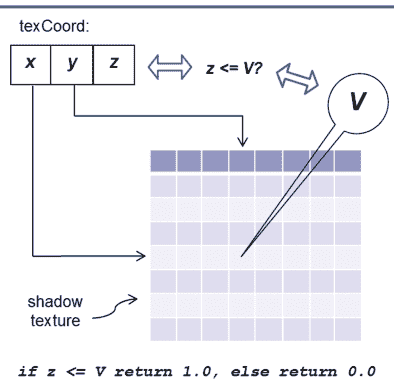 texCoord:
x y z
z <= V?
V
shadow
texture
if z <= V return 1.0, else return 0.0